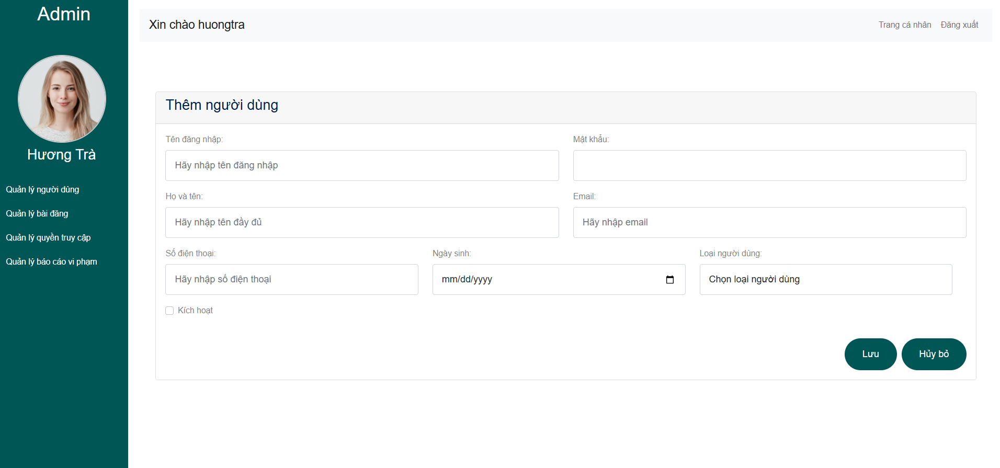 Admin
Hương Trà
Quản lý người dùng
Quản lý bài đăng
Quản lý quyền truy cập
Quản lý báo cáo vi phạm
Xin chào huongtra
Trang cá nhân
Đăng xuất
Thêm người dùng
Tên đăng nhập:
Mật khẩu:
Hãy nhập tên đăng nhập
Họ và tên:
Email:
Hãy nhập tên đầy đủ
Hãy nhập email
Số điện thoại:
Ngày sinh:
Loại người dùng:
Hãy nhập số điện thoại
mm/dd/yyyy
Chọn loại người dùng
Kích hoạt
Lưu
Hủy bỏ